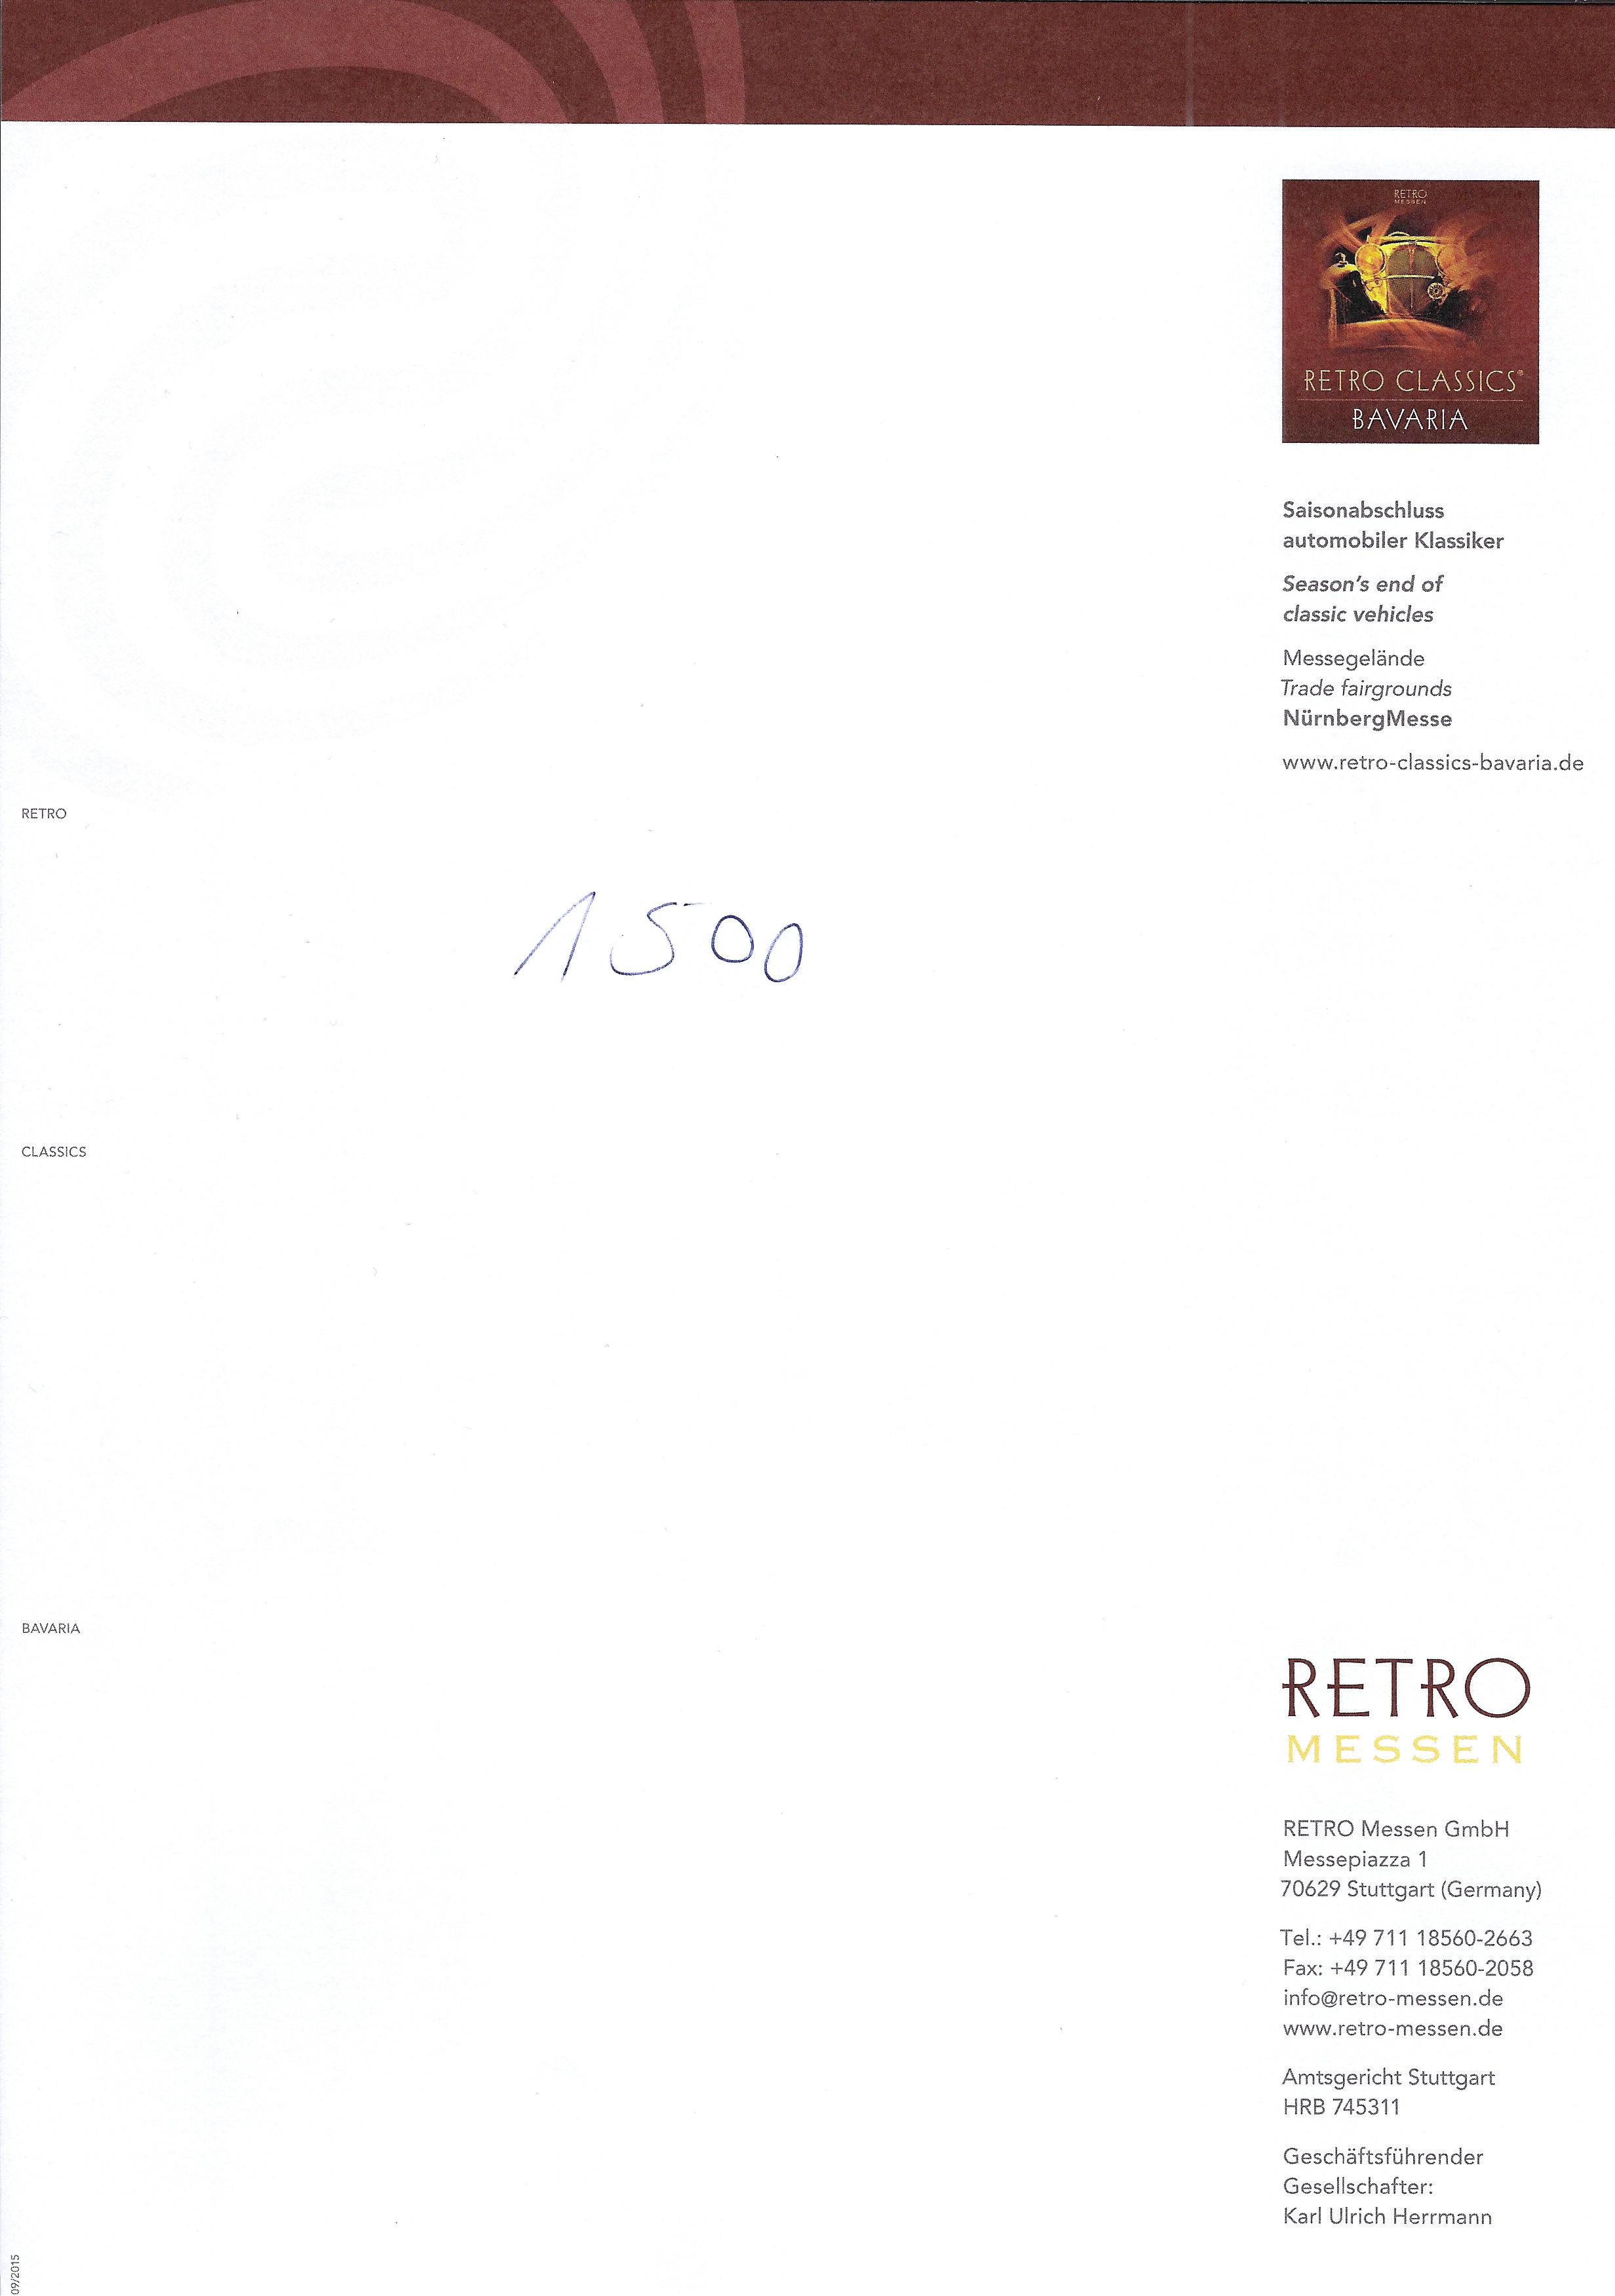 RETRO
MESSEN
RETRO CLASSICS®
BAVARIA
Saisonabschluss
automobiler Klassiker
Season's end of
classic vehicles
Messegelände
Trade fairgrounds
NürnbergMesse
www.retro-classics-bavaria.de
RETRO
1500
CLASSICS
BAVARIA
RETRO
MESSEN
RETRO Messen GmbH
Messepiazza 1
70629 Stuttgart (Germany)
Tel.: +49 711 18560-2663
Fax: +49 711 18560-2058
info@retro-messen.de
www.retro-messen.de
Amtsgericht Stuttgart
HRB 745311
Geschäftsführender
Gesellschafter:
Karl Ulrich Herrmann
09/2015